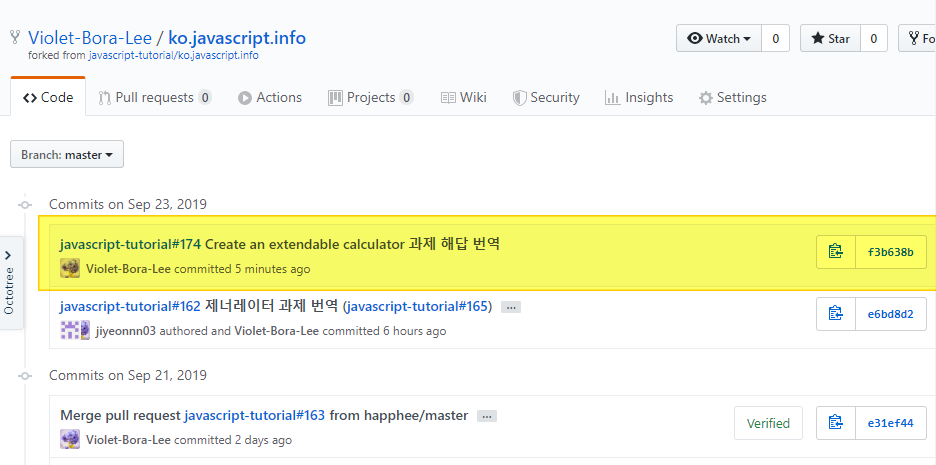 Violet-Bora-Lee / ko.javascript.info
forked from javascript-tutorial/ko.javascript.info
Watch 0 Star 0 Fo
Code Pull requests 0 Actions Projects 0 Wiki Security Insights Settings
Branch: master
Commits on Sep 23, 2019
javascript-tutorial#174 Create an extendable calculator 과제 해답 번역
Violet-Bora-Lee committed 5 minutes ago
f3b638b
Octotree
javascript-tutorial#162 제너레이터 과제 번역 (javascript-tutorial#165) ...
jiyeonnn03 authored and Violet-Bora-Lee committed 6 hours ago
e6bd8d2
Commits on Sep 21, 2019
Merge pull request javascript-tutorial#163 from happhee/master ...
Violet-Bora-Lee committed 2 days ago
Verified
e31ef44